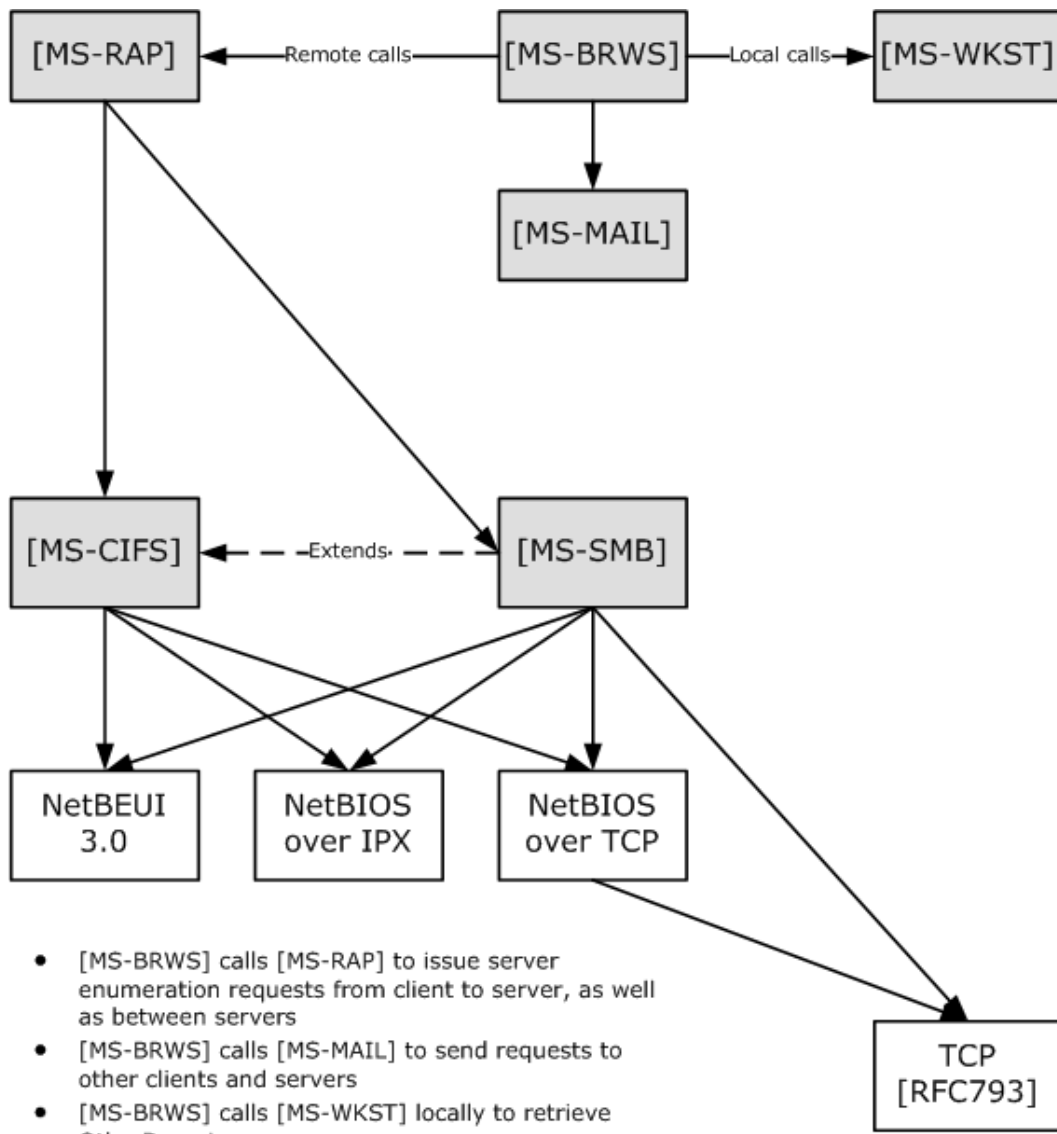 [MS-RAP]
Remote calls
[MS-BRWS]
Local calls
[MS-WKST]
[MS-MAIL]
[MS-CIFS]
Extends
[MS-SMB]
NetBEUI
3.0
NetBIOS
over IPX
NetBIOS
over TCP
• [MS-BRWS] calls [MS-RAP] to issue server
enumeration requests from client to server, as well
as between servers
• [MS-BRWS] calls [MS-MAIL] to send requests to
other clients and servers
• [MS-BRWS] calls [MS-WKST] locally to retrieve
TCP
[RFC793]